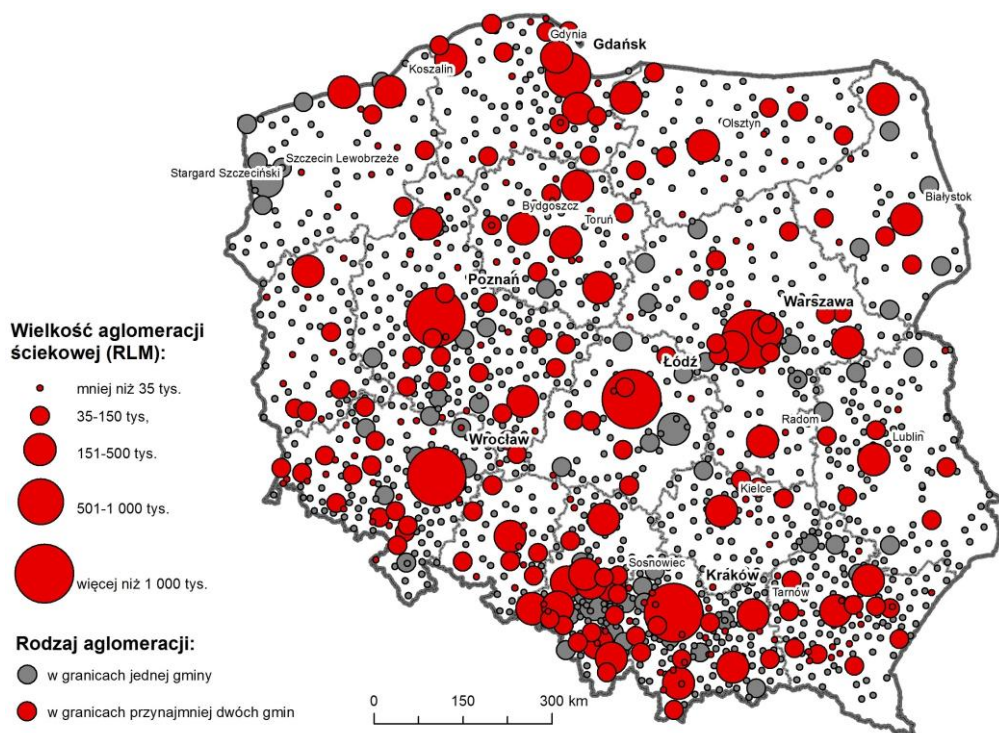 Gdynia
Gdańsk
Koszalin
Olsztyn
Szczecin Lewobrzeże
Stargard Szczeciński
Białystok
Bydgoszcz
Toruń
Poznań
Warszawa
Łódź
Radom
Wrocław
Lublin
Kielce
Sosnowiec
Kraków
Tarnów
Wielkość aglomeracji
ściekowej (RLM):
mniej niż 35 tys.
35-150 tys,
151-500 tys.
501-1 000 tys.
więcej niż 1 000 tys.
Rodzaj aglomeracji:
w granicach jednej gminy
w granicach przynajmniej dwóch gmin
0 150 300 km